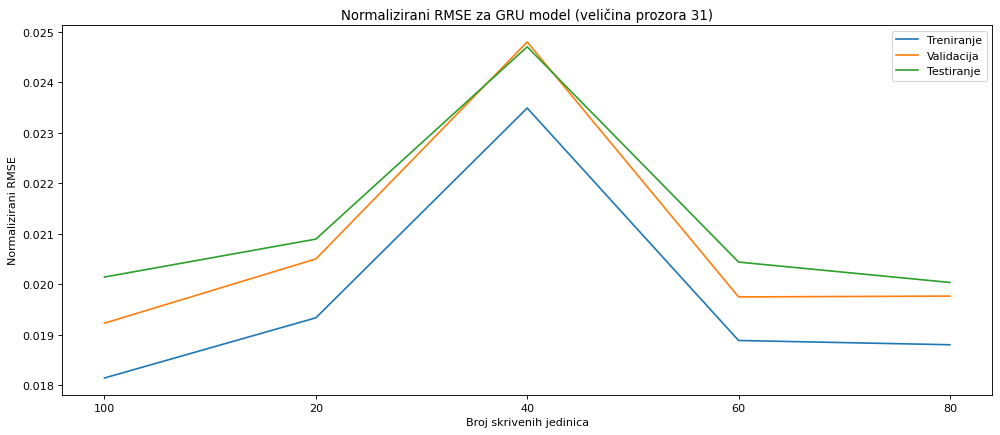 Normalizirani RMSE za GRU model (veličina prozora 31)
Treniranje
Validacija
Testiranje
Normalizirani RMSE
0.025
0.024
0.023
0.022
0.021
0.020
0.019
0.018
100 20 40 60 80
Broj skrivenih jedinica